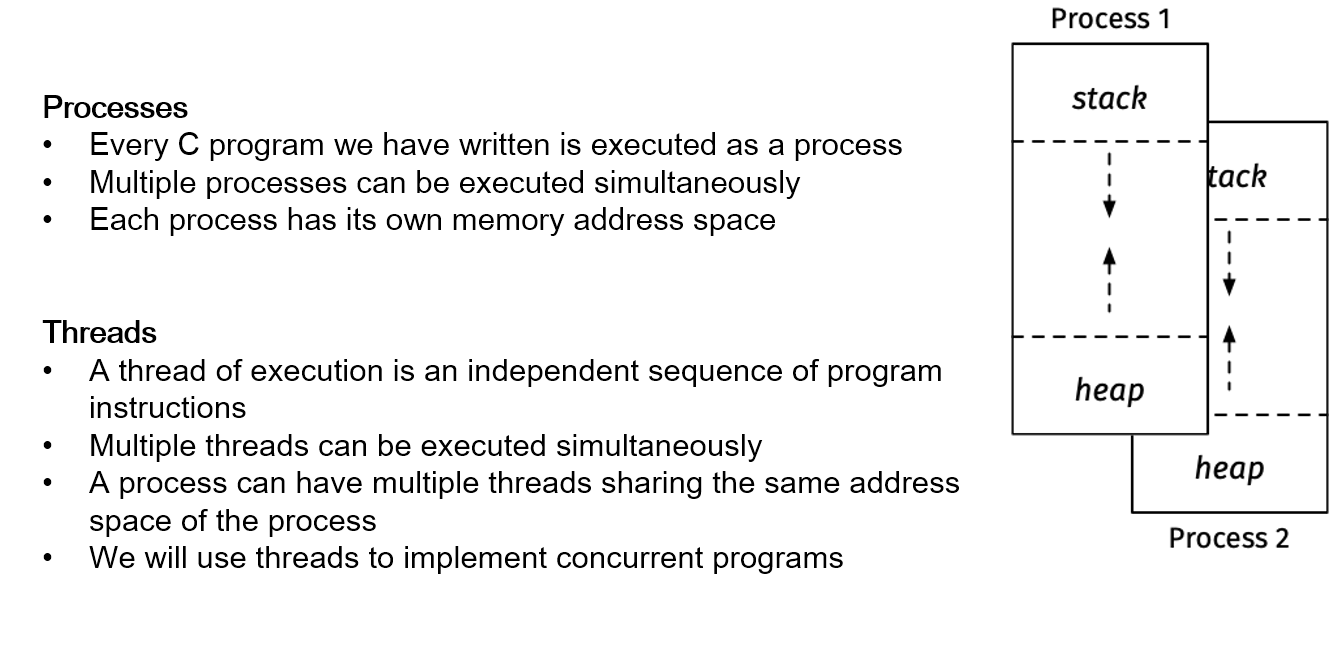 Processes
• Every C program we have written is executed as a process
• Multiple processes can be executed simultaneously
• Each process has its own memory address space
Threads
• A thread of execution is an independent sequence of program
instructions
• Multiple threads can be executed simultaneously
• A process can have multiple threads sharing the same address
space of the process
• We will use threads to implement concurrent programs
Process 1
stack
heap
tack
heap
Process 2